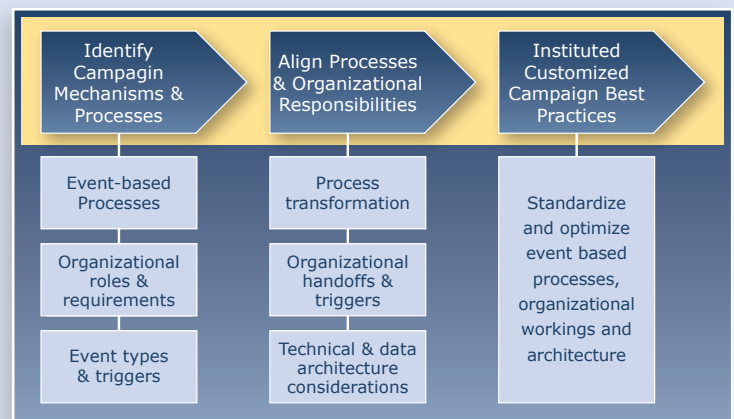 Identify
Campagin
Mechanisms &
Processes
Align Processes
& Organizational
Responsibilities
Instituted
Customized
Campaign Best
Practices
Event-based
Processes
Organizational
roles &
requirements
Event types
& triggers
Process
transformation
Organizational
handoffs &
triggers
Technical & data
architecture
considerations
Standardize
and optimize
event based
processes,
organizational
workings and
architecture